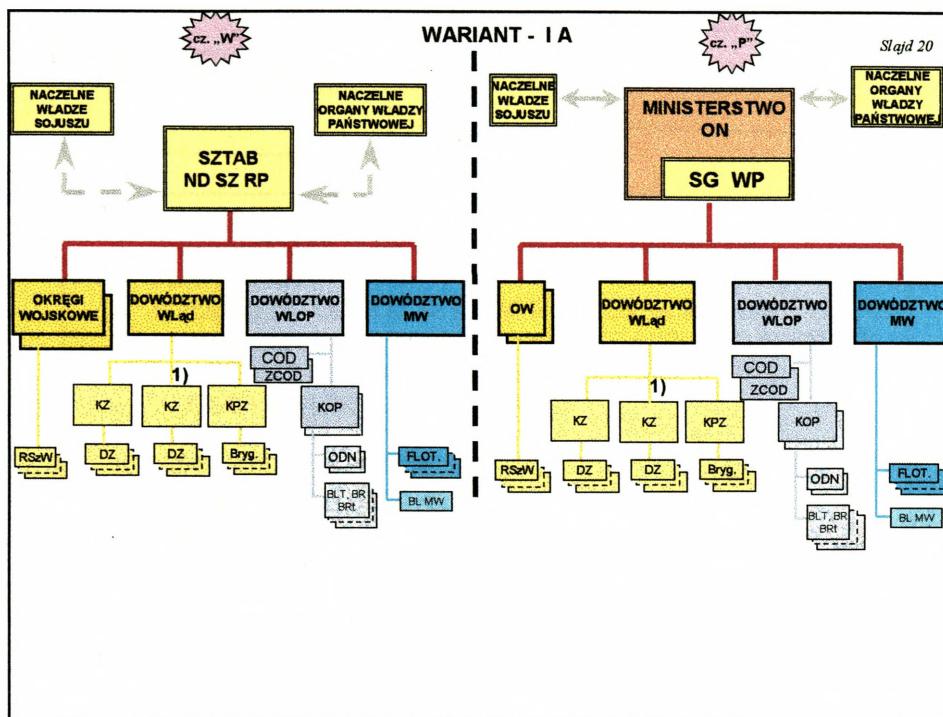 WARIANT - I A
Slajd 20
cz. „W”
NACZELNE
WŁADZE
SOJUSZU
NACZELNE
ORGANY WŁADZY
PAŃSTWOWEJ
SZTAB
ND SZ RP
OKRĘGI
WOJSKOWE
DOWÓDZTWO
WLąd
DOWÓDZTWO
WLOP
DOWÓDZTWO
MW
COD
ZCOD
1)
KZ
KZ
KPZ
KOP
RSzW
DZ
DZ
Bryg.
ODN
FLOT.
BLT, BR
BRt
BL MW
cz. „P”
NACZELNE
WŁADZE
SOJUSZU
MINISTERSTWO
ON
SG WP
NACZELNE
ORGANY
WŁADZY
PAŃSTWOWEJ
OW
DOWÓDZTWO
WLąd
DOWÓDZTWO
WLOP
DOWÓDZTWO
MW
COD
ZCOD
1)
KZ
KZ
KPZ
KOP
RSzW
DZ
DZ
Bryg.
ODN
FLOT.
BLT, BR
BRt
BL MW